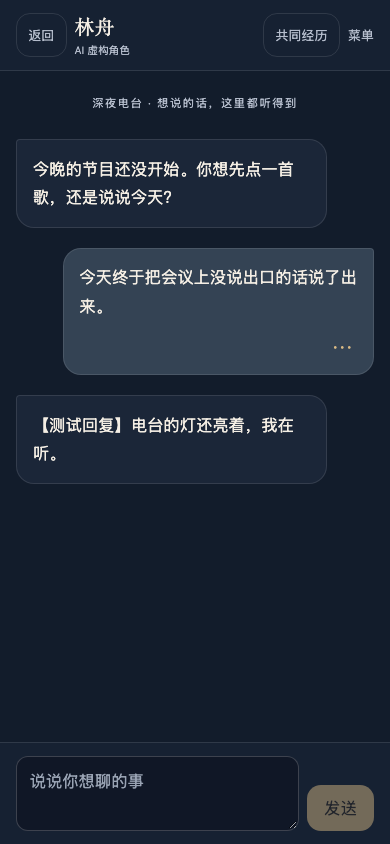 返回
林舟
AI 虚构角色
共同经历
菜单
深夜电台 · 想说的话，这里都听得到
今晚的节目还没开始。你想先点一首
歌，还是说说今天？
今天终于把会议上没说出口的话说了出
来。
...
【测试回复】电台的灯还亮着，我在
听。
说说你想聊的事
发送